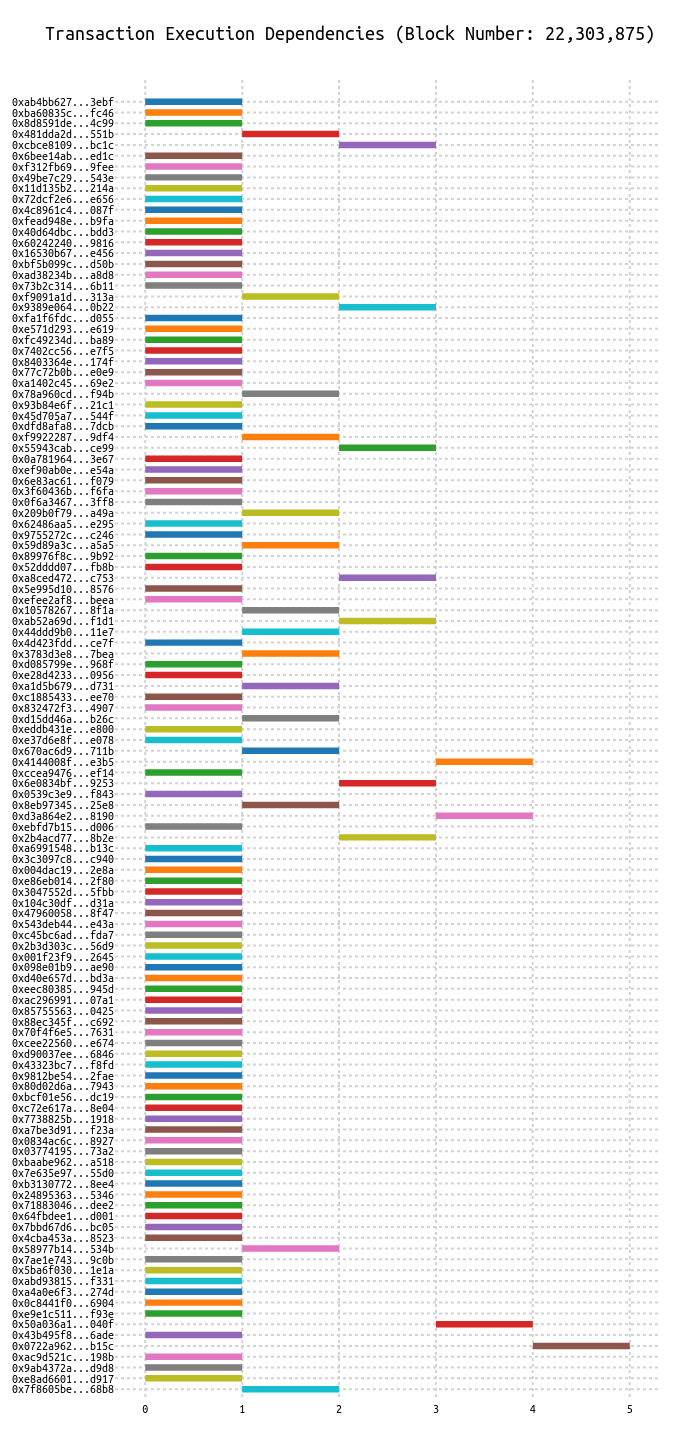 Transaction Execution Dependencies (Block Number: 22,303,875)
0xab4bb627...3ebf
0xba60835c...fc46
0x8d8591de...4c99
0x481dda2d...551b
0xcbce8109...bc1c
0x6bee14ab...ed1c
0xf312fb69...9fee
0x49be7c29...543e
0x11d135b2...214a
0x72dcf2e6...e656
0x4c8961c4...087f
0xfead948e...b9fa
0x40d64dbc...bdd3
0x60242240...9816
0x16530b67...e456
0xbf5b099c...d50b
0xad38234b...a8d8
0x73b2c314...6b11
0xf9091a1d...313a
0x9389e064...0b22
0xfa1f6fdc...d055
0xe571d293...e619
0xfc49234d...ba89
0x7402cc56...e7f5
0x8403364e...174f
0x77c72b0b...e0e9
0xa1402c45...69e2
0x78a960cd...f94b
0x93b84e6f...21c1
0x45d705a7...544f
0xdfd8afa8...7dcb
0xf9922287...9df4
0x55943cab...ce99
0x0a781964...3e67
0xef90ab0e...e54a
0x6e83ac61...f079
0x3f60436b...f6fa
0x0f6a3467...3ff8
0x209b0f79...a49a
0x62486aa5...e295
0x9755272c...c246
0x59d89a3c...a5a5
0x89976f8c...9b92
0x52dddd07...fb8b
0xa8ced472...c753
0x5e995d10...8576
0xefee2af8...beea
0x10578267...8f1a
0xab52a69d...f1d1
0x44ddd9b0...11e7
0x4d423fdd...ce7f
0x3783d3e8...7bea
0xd085799e...968f
0xe28d4233...0956
0xa1d5b679...d731
0xc1885433...ee70
0x832472f3...4907
0xd15dd46a...b26c
0xeddb431e...e800
0xe37d6e8f...e078
0x670ac6d9...711b
0x4144008f...e3b5
0xccea9476...ef14
0x6e0834bf...9253
0x0539c3e9...f843
0x8eb97345...25e8
0xd3a864e2...8190
0xebfd7b15...d006
0x2b4acd77...8b2e
0xa6991548...b13c
0x3c3097c8...c940
0x004dac19...2e8a
0xe86eb014...2f80
0x3047552d...5fbb
0x104c30df...d31a
0x47960058...8f47
0x543deb44...e43a
0xc45bc6ad...fda7
0x2b3d303c...56d9
0x001f23f9...2645
0x098e01b9...ae90
0xd40e657d...bd3a
0xeec80385...945d
0xac296991...07a1
0x85755563...0425
0x88ec345f...c692
0x70f4f6e5...7631
0xcee22560...e674
0xd90037ee...6846
0x43323bc7...f8fd
0x9812be54...2fae
0x80d02d6a...7943
0xbcf01e56...dc19
0xc72e617a...8e04
0x7738825b...1918
0xa7be3d91...f23a
0x0834ac6c...8927
0x03774195...73a2
0xbaabe962...a518
0x7e635e97...55d0
0xb3130772...8ee4
0x24895363...5346
0x71883046...dee2
0x64fbdee1...d001
0x7bbd67d6...bc05
0x4cba453a...8523
0x58977b14...534b
0x7ae1e743...9c0b
0x5ba6f030...1e1a
0xabd93815...f331
0xa4a0e6f3...274d
0x0c8441f0...6904
0xe9e1c511...f93e
0x50a036a1...040f
0x43b495f8...6ade
0x0722a962...b15c
0xac9d521c...198b
0x9ab4372a...d9d8
0xe8ad6601...d917
0x7f8605be...68b8
0 1 2 3 4 5